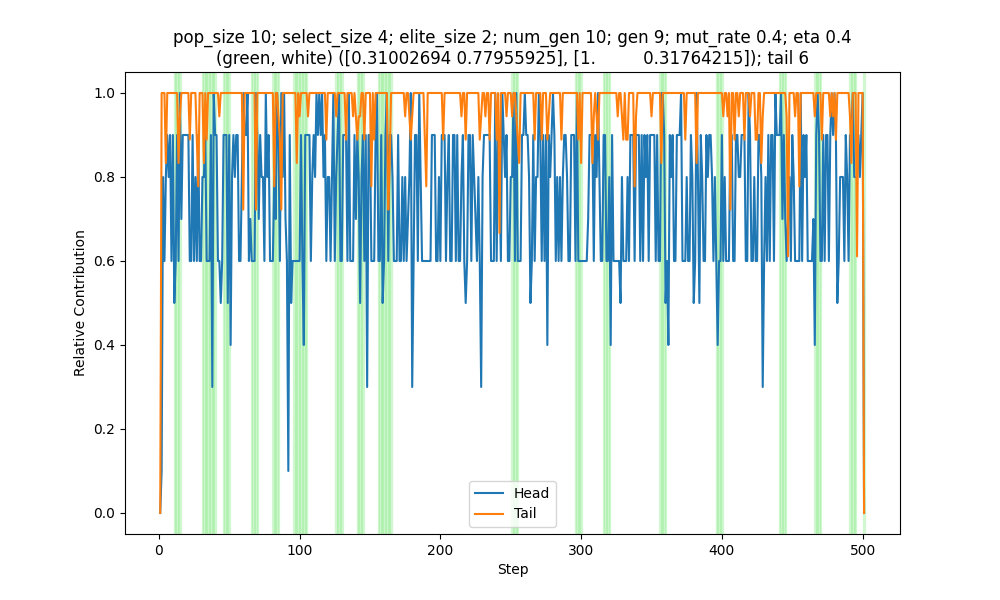 pop_size 10; select_size 4; elite_size 2; num_gen 10; gen 9; mut_rate 0.4; eta 0.4
(green, white) ([0.31002694 0.77955925], [1. 0.31764215]); tail 6
1.0
0.8
0.6
0.4
0.2
0.0
Relative Contribution
Head
Tail
0 100 200 300 400 500
Step